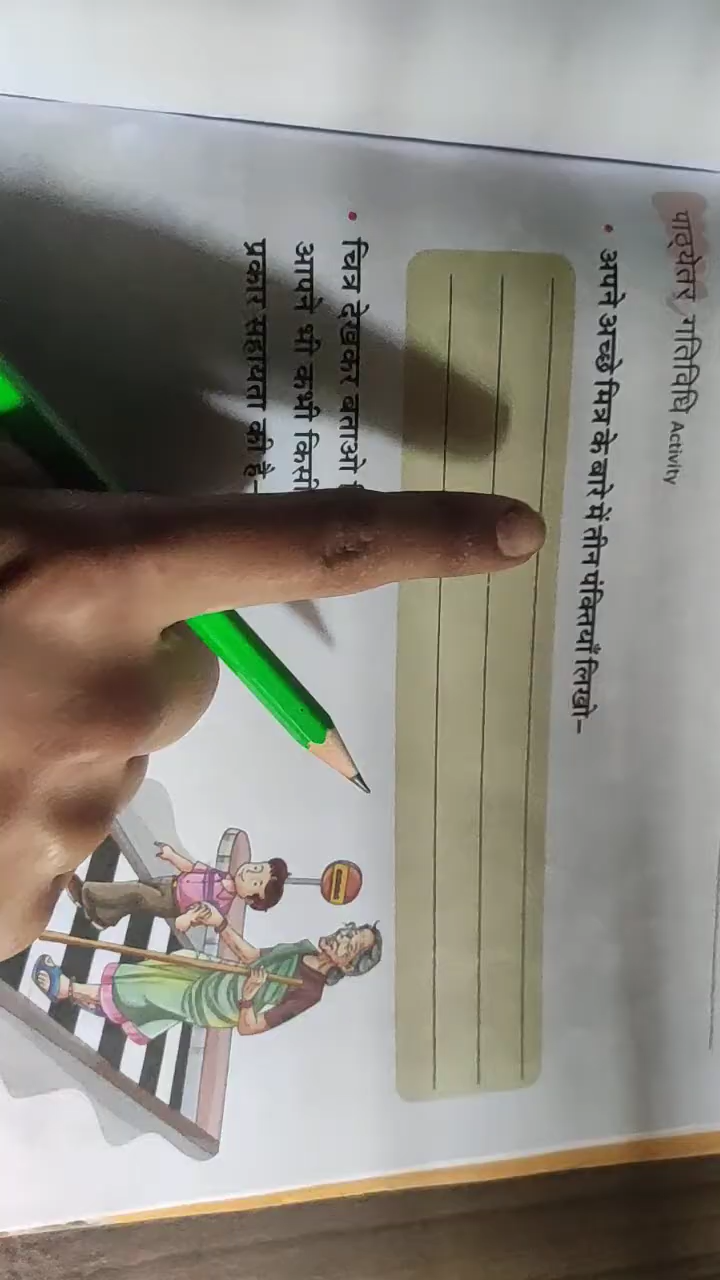 पाठ्येतर गतिविधि Activity
• अपने अच्छे मित्र के बारे में तीन पंक्तियाँ लिखो–
• चित्र देखकर बताओ
आपने भी कभी किसी
प्रकार सहायता की है–